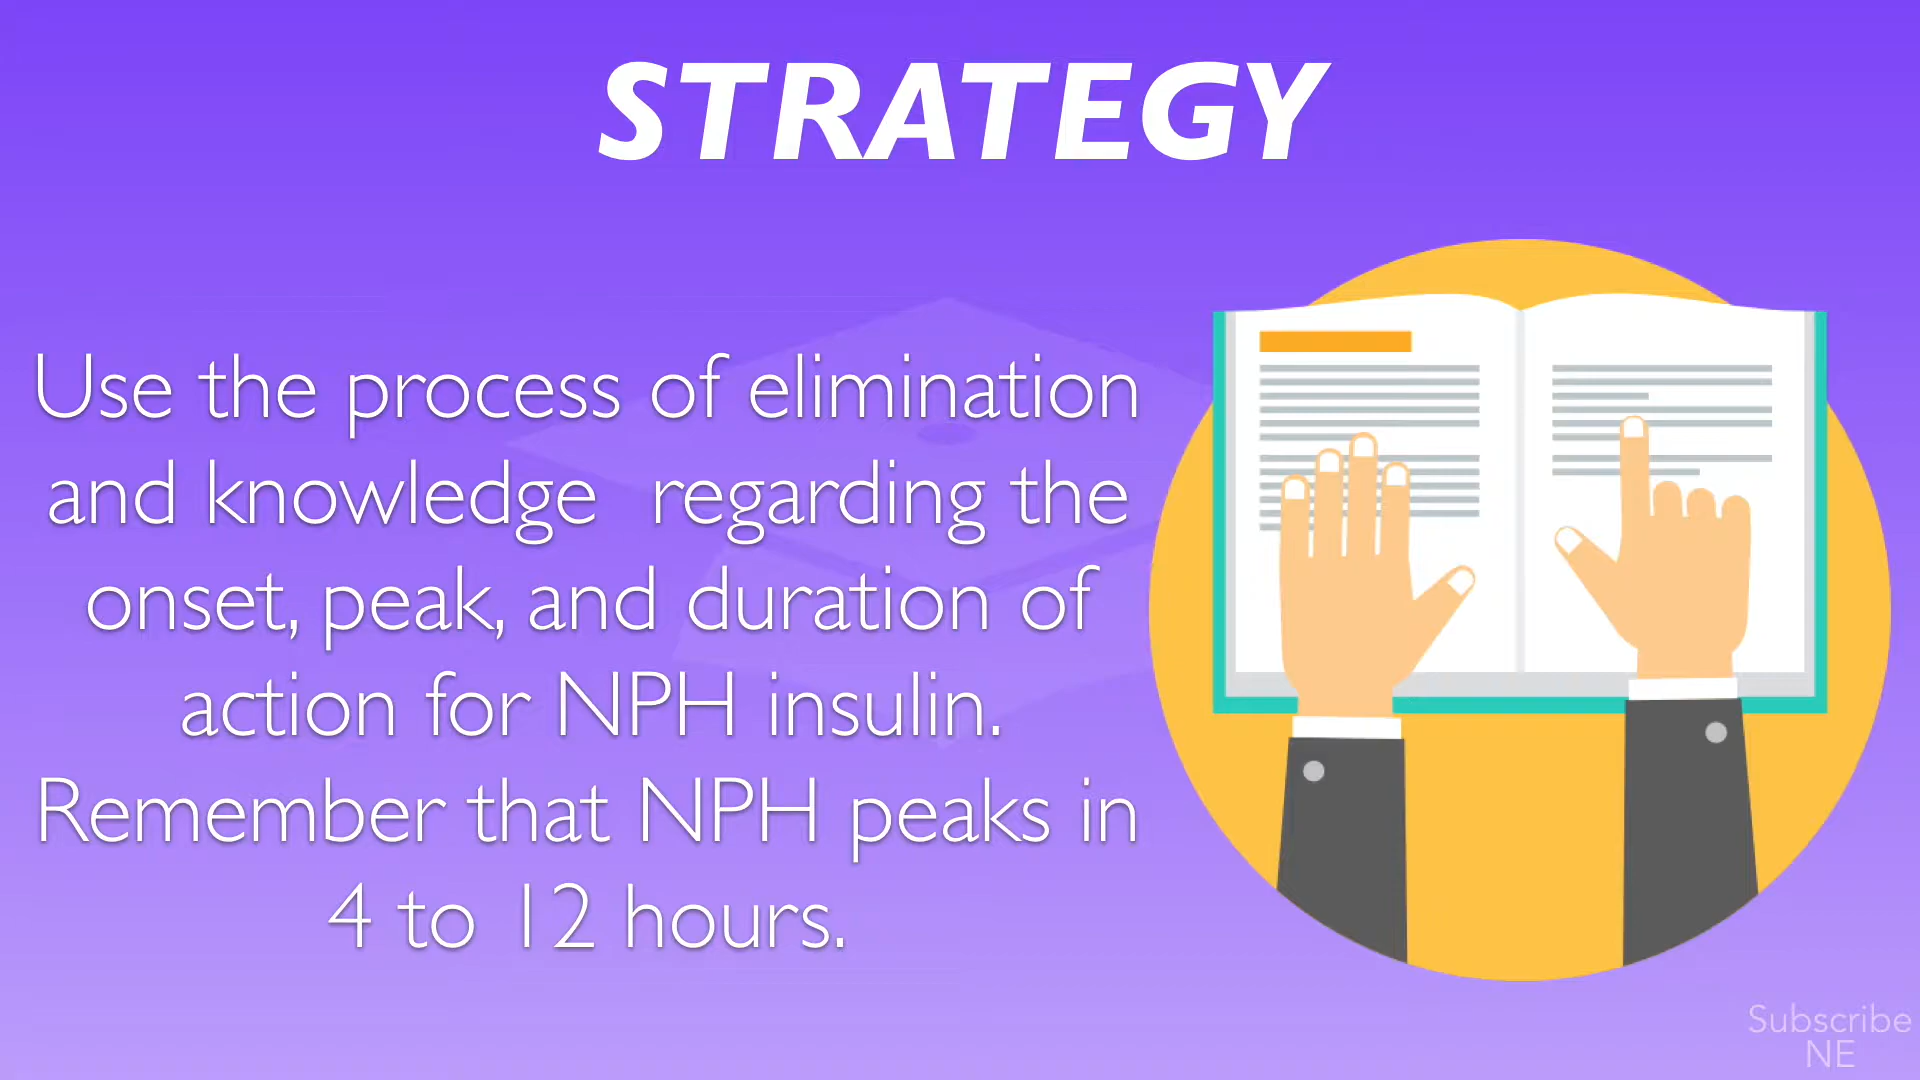 STRATEGY
Use the process of elimination
and knowledge  regarding the
onset, peak, and duration of
action for NPH insulin.
Remember that NPH peaks in
4 to 12 hours.
Subscribe
NE